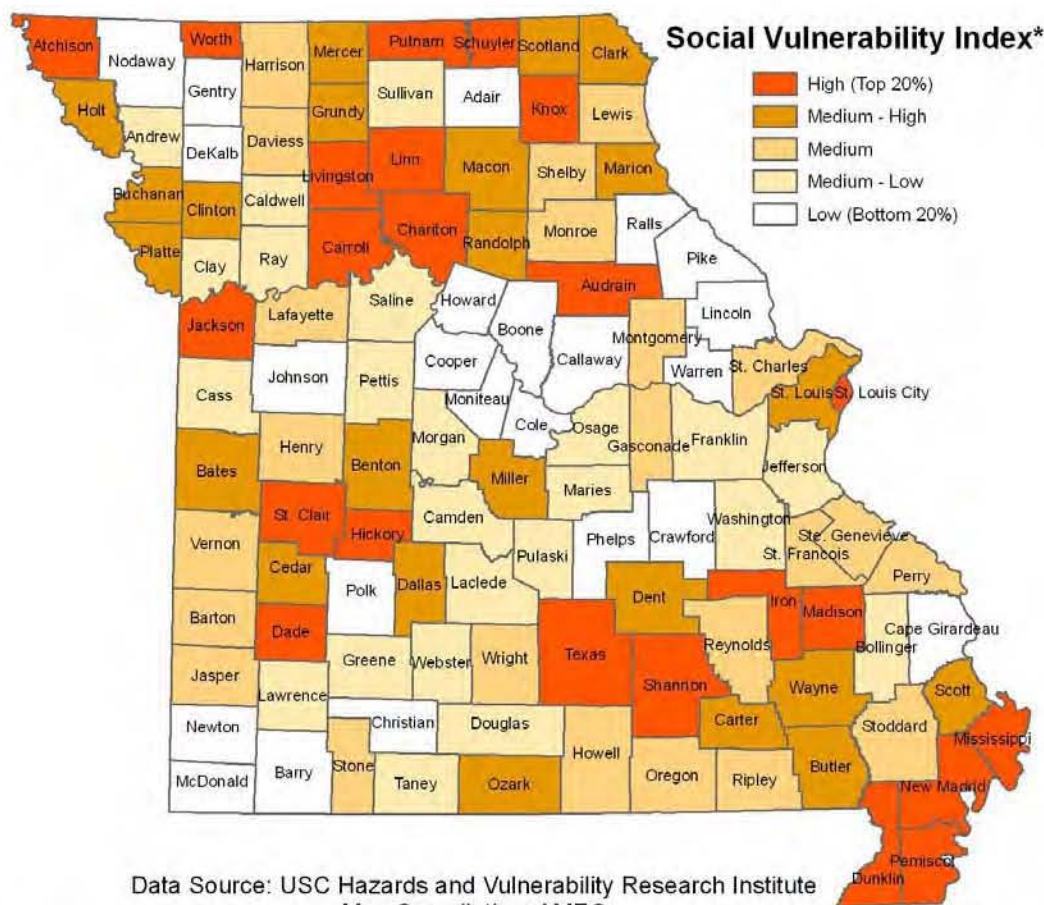 Social Vulnerability Index*
High (Top 20%)
Medium - High
Medium
Medium - Low
Low (Bottom 20%)
Atchison
Nodaway
Worth
Harrison
Mercer
Putnam
Schuyler
Scotland
Clark
Holt
Gentry
Sullivan
Adair
Knox
Lewis
Andrew
DeKalb
Daviess
Grundy
Linn
Macon
Shelby
Marion
Livingston
Buchanan
Clinton
Caldwell
Platte
Clay
Ray
Carroll
Chariton
Randolph
Monroe
Ralls
Pike
Audrain
Jackson
Lafayette
Saline
Howard
Boone
Callaway
Montgomery
Lincoln
Warren
St. Charles
St. Louis
St. Louis City
Cass
Johnson
Pettis
Cooper
Moniteau
Cole
Osage
Gasconade
Franklin
Jefferson
Bates
Henry
Benton
Morgan
Miller
Maries
Phelps
Crawford
Washington
Ste. Genevieve
St. Francois
Perry
Vernon
St. Clair
Hickory
Camden
Pulaski
Cedar
Polk
Dallas
Laclede
Dent
Iron
Madison
Cape Girardeau
Bollinger
Barton
Dade
Greene
Webster
Wright
Texas
Shannon
Reynolds
Wayne
Scott
Jasper
Lawrence
Newton
Christian
Douglas
Howell
Carter
Butler
Stoddard
Mississippi
McDonald
Barry
Stone
Taney
Ozark
Oregon
Ripley
New Madrid
Pemiscot
Dunklin
Data Source: USC Hazards and Vulnerability Research Institute